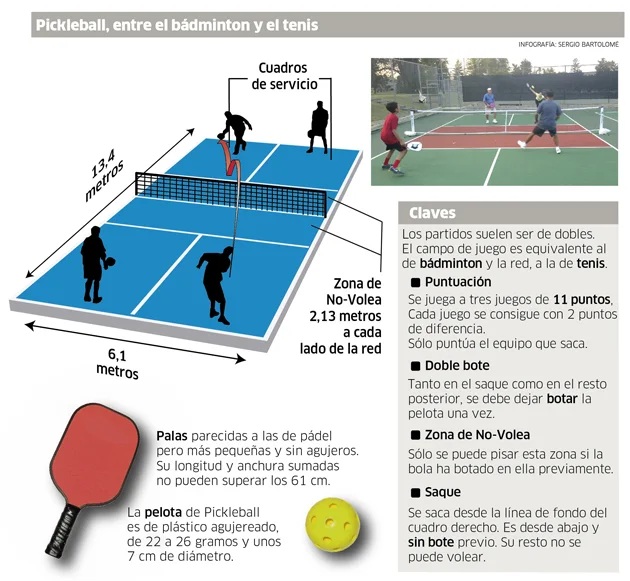 Pickleball, entre el bádminton y el tenis
INFOGRAFÍA: SERGIO BARTOLOMÉ
Cuadros
de servicio
13,4
metros
Zona de
No-Volea
2,13 metros
a cada
lado de la red
6,1
metros
Palas parecidas a las de pádel
pero más pequeñas y sin agujeros.
Su longitud y anchura sumadas
no pueden superar los 61 cm.
La pelota de Pickleball
es de plástico agujereado,
de 22 a 26 gramos y unos
7 cm de diámetro.
Claves
Los partidos suelen ser de dobles.
El campo de juego es equivalente al
de bádminton y la red, a la de tenis.
Puntuación
Se juega a tres juegos de 11 puntos,
Cada juego se consigue con 2 puntos
de diferencia.
Sólo puntúa el equipo que saca.
Doble bote
Tanto en el saque como en el resto
posterior, se debe dejar botar la
pelota una vez.
Zona de No-Volea
Sólo se puede pisar esta zona si la
bola ha botado en ella previamente.
Saque
Se saca desde la línea de fondo del
cuadro derecho. Es desde abajo y
sin bote previo. Su resto no se
puede volear.